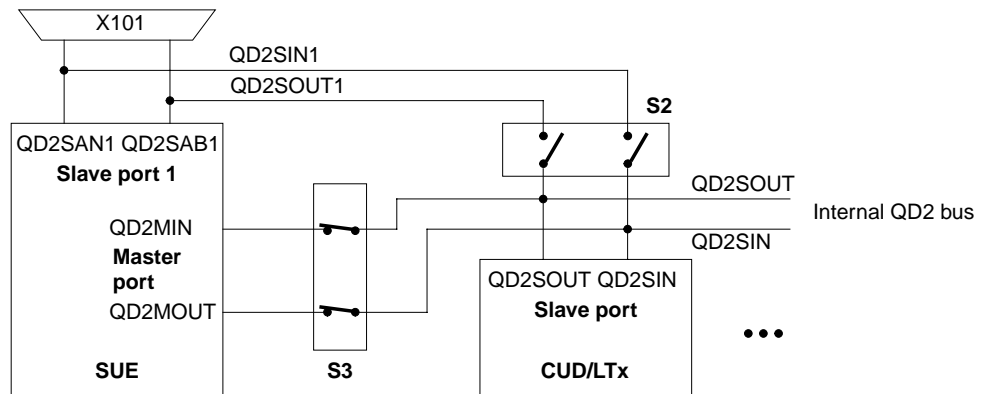 X101
QD2SIN1
QD2SOUT1
S2
QD2SAN1 QD2SAB1
Slave port 1
QD2SOUT
Internal QD2 bus
QD2MIN
QD2SIN
Master
port
QD2SOUT QD2SIN
Slave port
QD2MOUT
SUE
S3
CUD/LTx